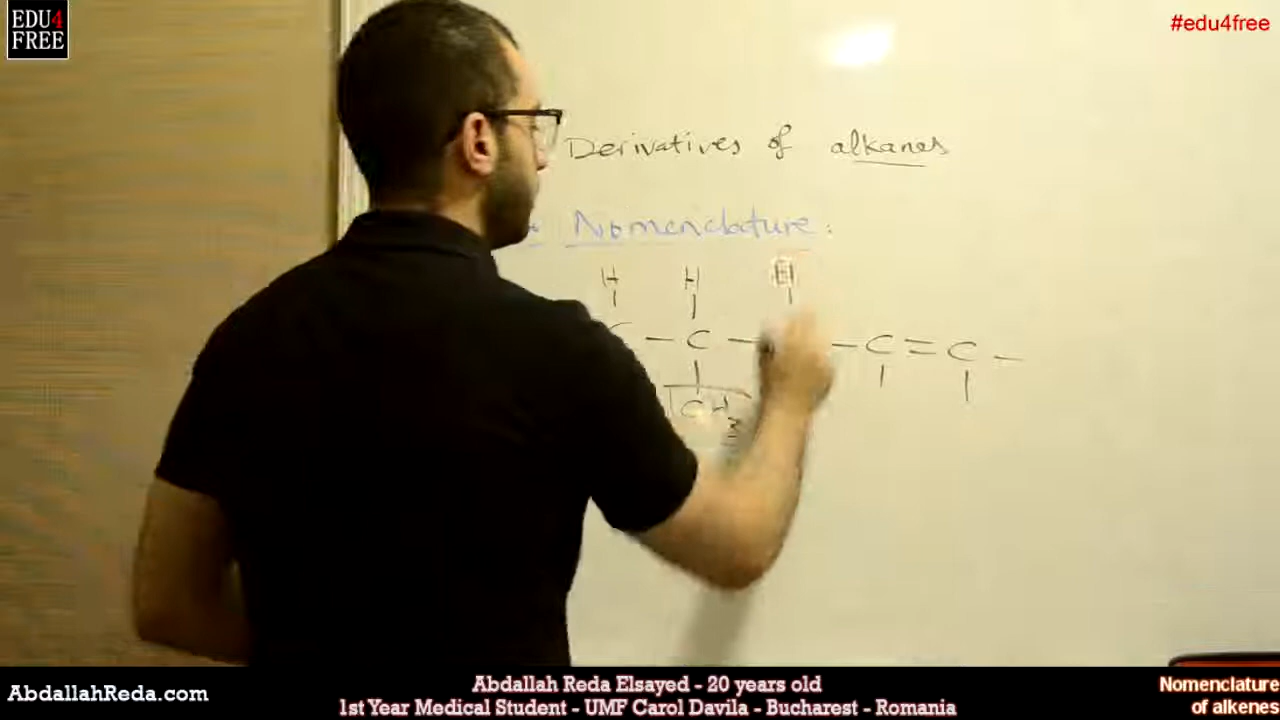 EDU4
FREE
#edu4free
Derivatives of alkanes
Nomenclature:
H H H
C - C - - C = C -
CH3
AbdallahReda.com
Abdallah Reda Elsayed - 20 years old
1st Year Medical Student - UMF Carol Davila - Bucharest - Romania
Nomenclature
of alkenes